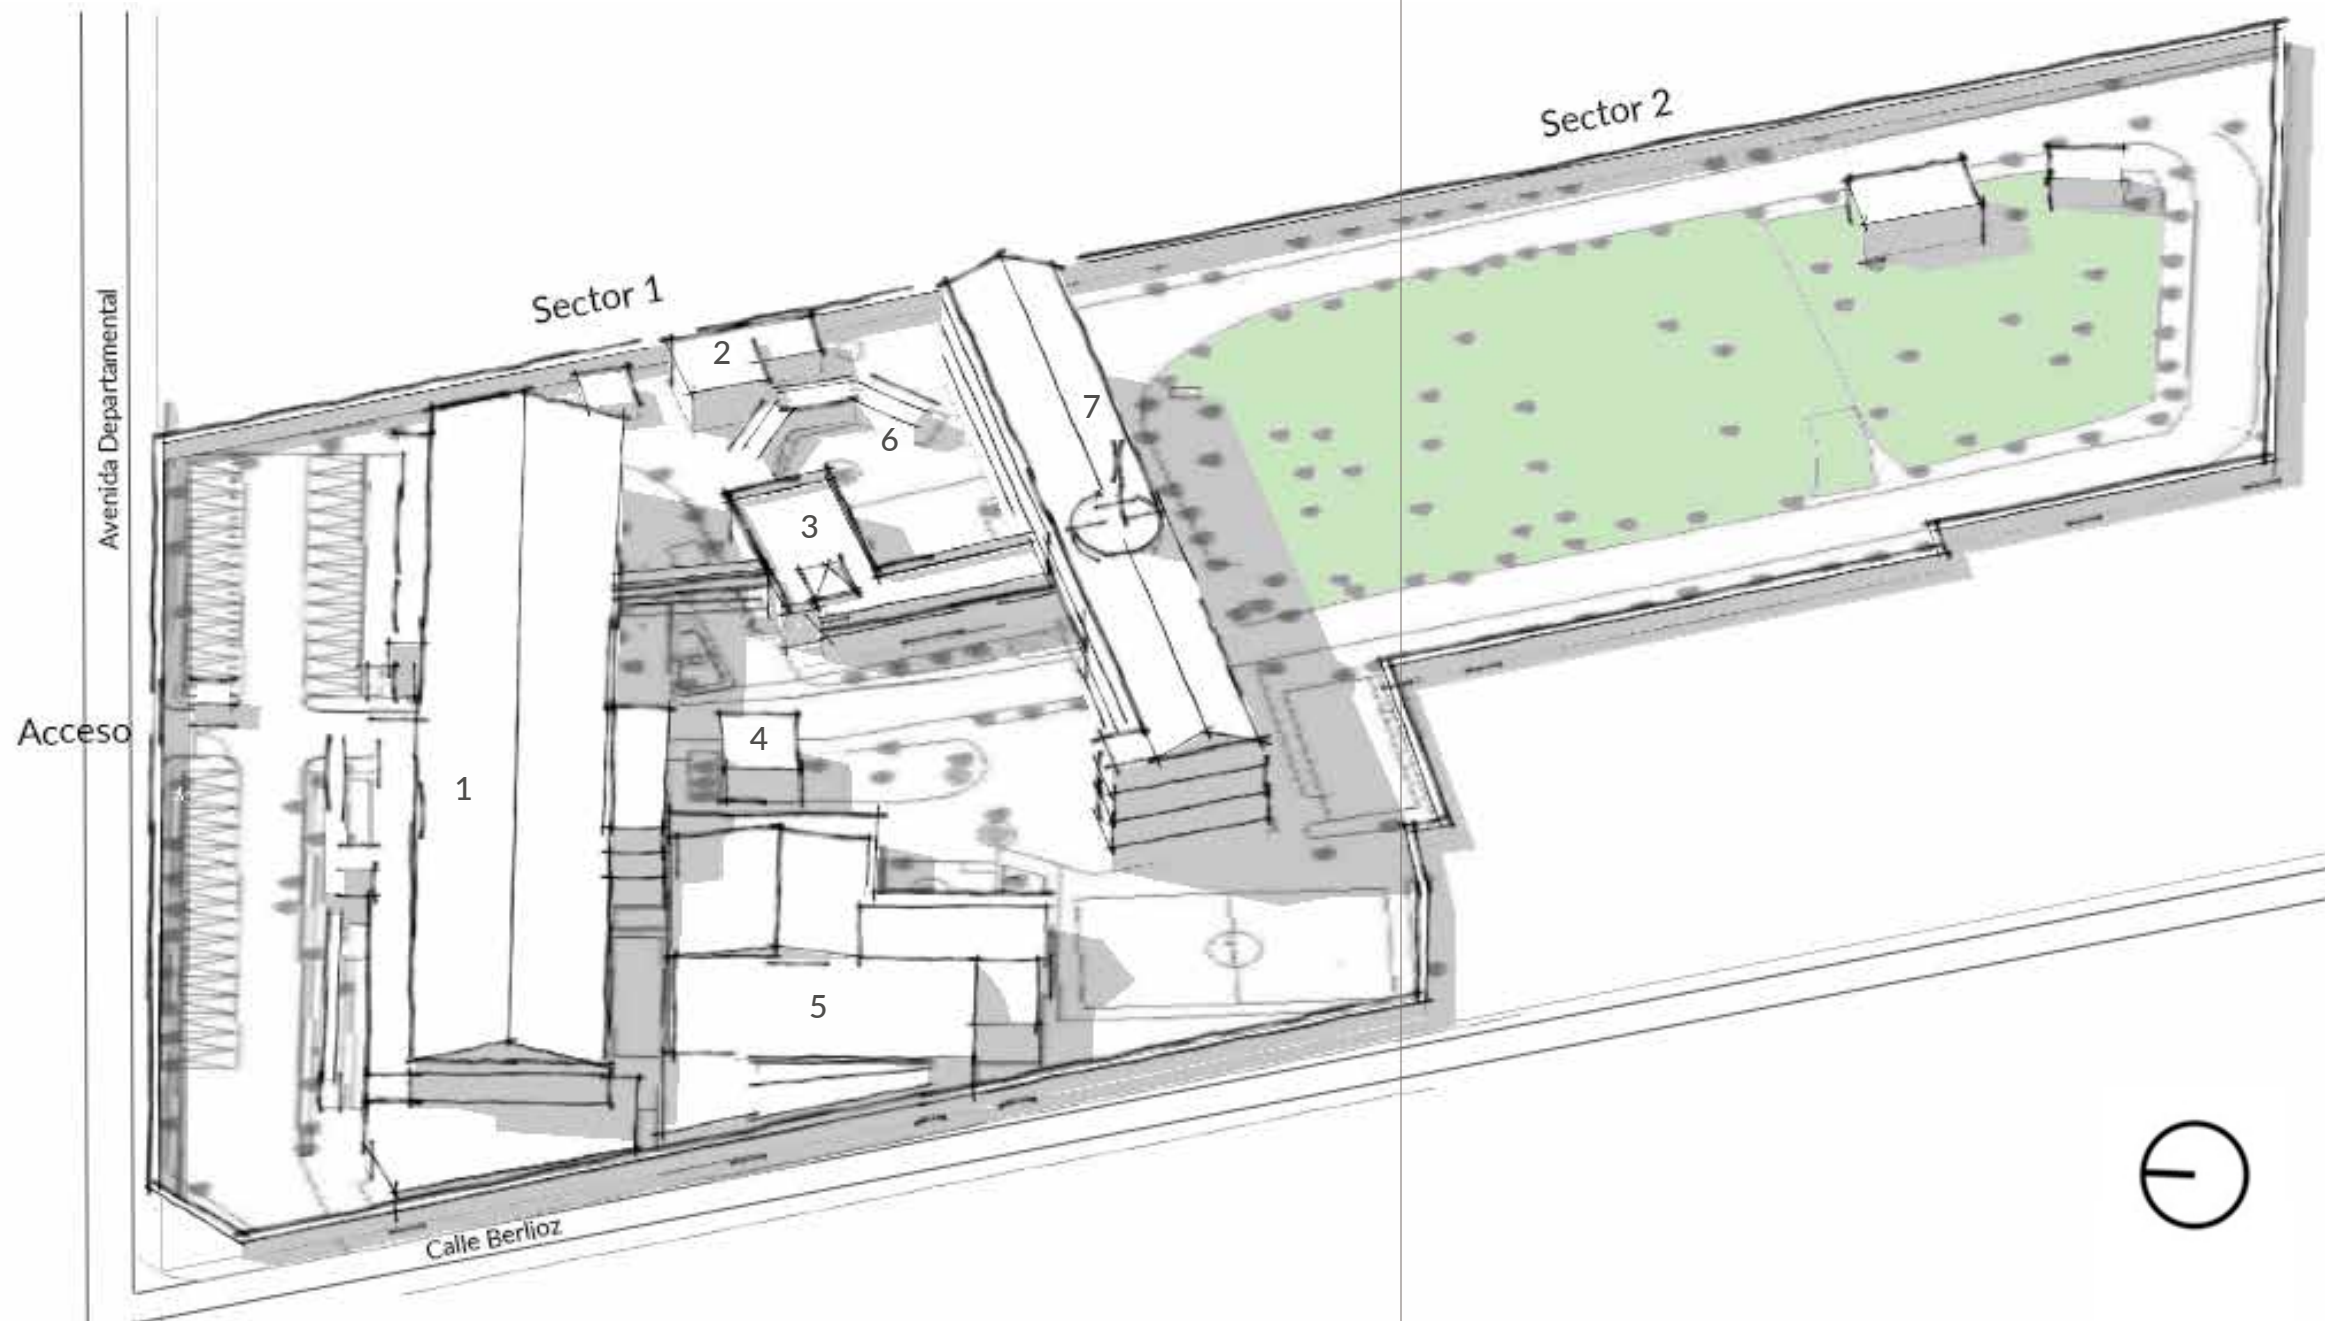 Sector 2
Sector 1
Avenida Departamental
2
7
6
3
Acceso
4
1
5
Calle Berlioz